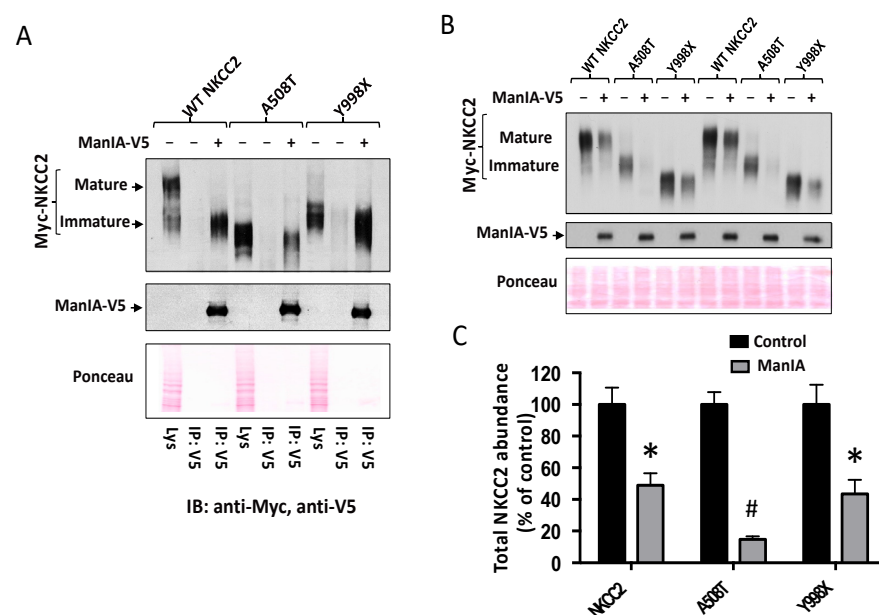 A
WT NKCC2 A508T Y998X
ManIA-V5 – – + – – + – – +
Myc-NKCC2
Mature
Immature
ManIA-V5
Ponceau
Lys IP: V5 IP: V5 Lys IP: V5 IP: V5 Lys IP: V5 IP: V5
IB: anti-Myc, anti-V5
B
WT NKCC2 A508T Y998X WT NKCC2 A508T Y998X
ManIA-V5 – + – + – + – + – + – +
Myc-NKCC2
Mature
Immature
ManIA-V5
Ponceau
C
Control
ManIA
Total NKCC2 abundance
(% of control)
120
100
80
60
40
20
0
* # *
NKCC2 A508T Y998X